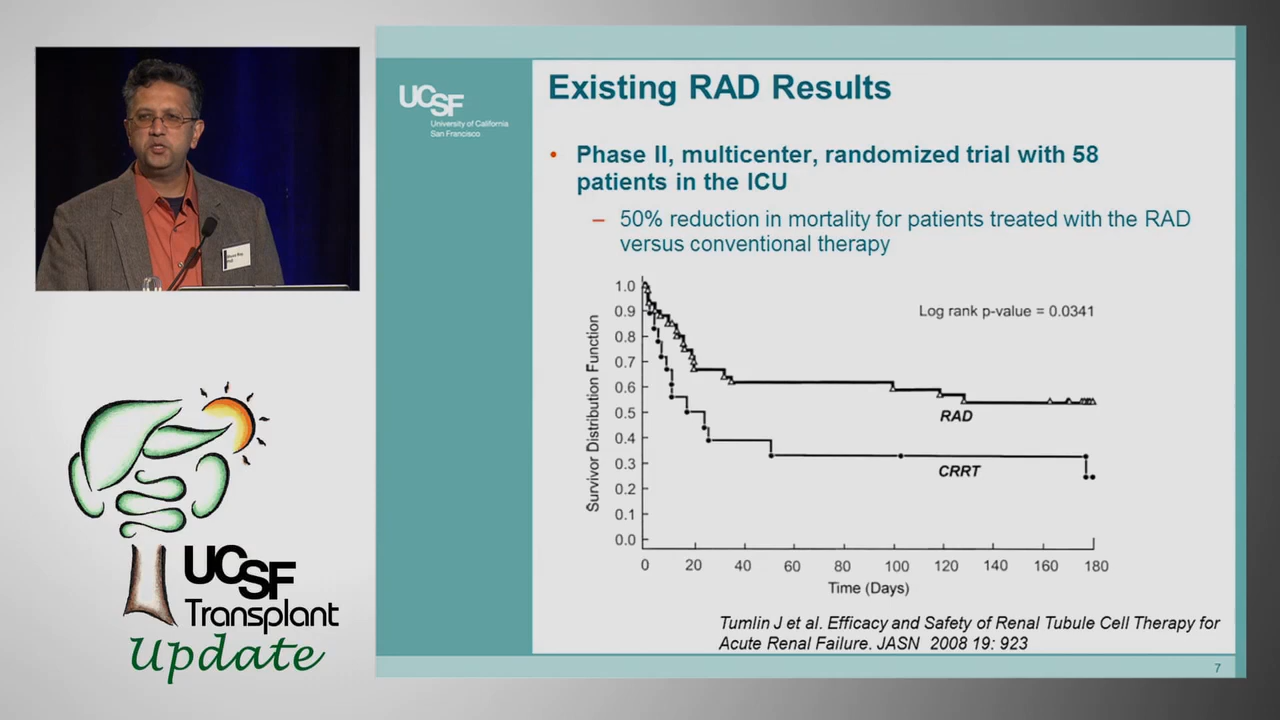 UCSF
University of California
San Francisco
Existing RAD Results
• Phase II, multicenter, randomized trial with 58
patients in the ICU
– 50% reduction in mortality for patients treated with the RAD
versus conventional therapy
Survivor Distribution Function
1.0
0.9
0.8
0.7
0.6
0.5
0.4
0.3
0.2
0.1
0.0
Log rank p-value = 0.0341
RAD
CRRT
0 20 40 60 80 100 120 140 160 180
Time (Days)
Tumlin J et al. Efficacy and Safety of Renal Tubule Cell Therapy for
Acute Renal Failure. JASN 2008 19: 923
7
UCSF
Transplant
Update